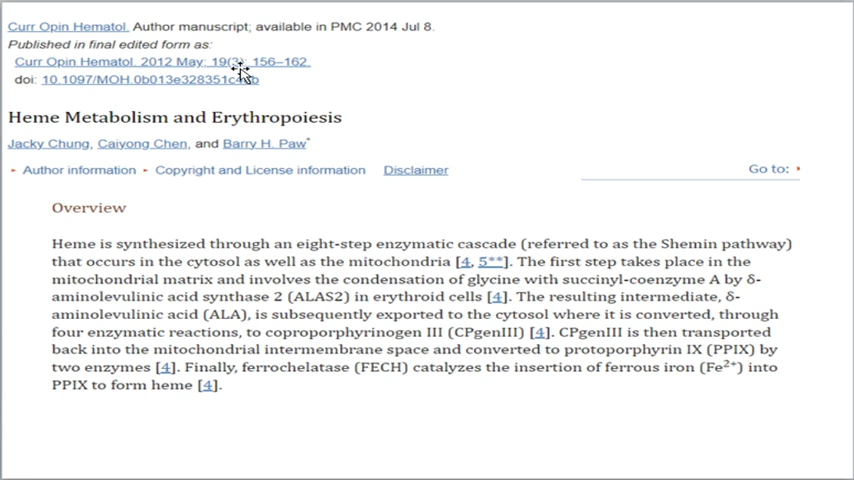 Curr Opin Hematol. Author manuscript; available in PMC 2014 Jul 8.
Published in final edited form as:
Curr Opin Hematol. 2012 May; 19(3): 156–162.
doi: 10.1097/MOH.
Heme Metabolism and Erythropoiesis
Jacky Chung, Caiyong Chen, and Barry H. Paw*
Author information Copyright and License information Disclaimer
Go to:
Overview
Heme is synthesized through an eight-step enzymatic cascade (referred to as the Shemin pathway)
that occurs in the cytosol as well as the mitochondria [4, 5**]. The first step takes place in the
mitochondrial matrix and involves the condensation of glycine with succinyl-coenzyme A by δ-
aminolevulinic acid synthase 2 (ALAS2) in erythroid cells [4]. The resulting intermediate, δ-
aminolevulinic acid (ALA), is subsequently exported to the cytosol where it is converted, through
four enzymatic reactions, to coproporphyrinogen III (CPgenIII) [4]. CPgenIII is then transported
back into the mitochondrial intermembrane space and converted to protoporphyrin IX (PPIX) by
two enzymes [4]. Finally, ferrochelatase (FECH) catalyzes the insertion of ferrous iron (Fe²⁺) into
PPIX to form heme [4].